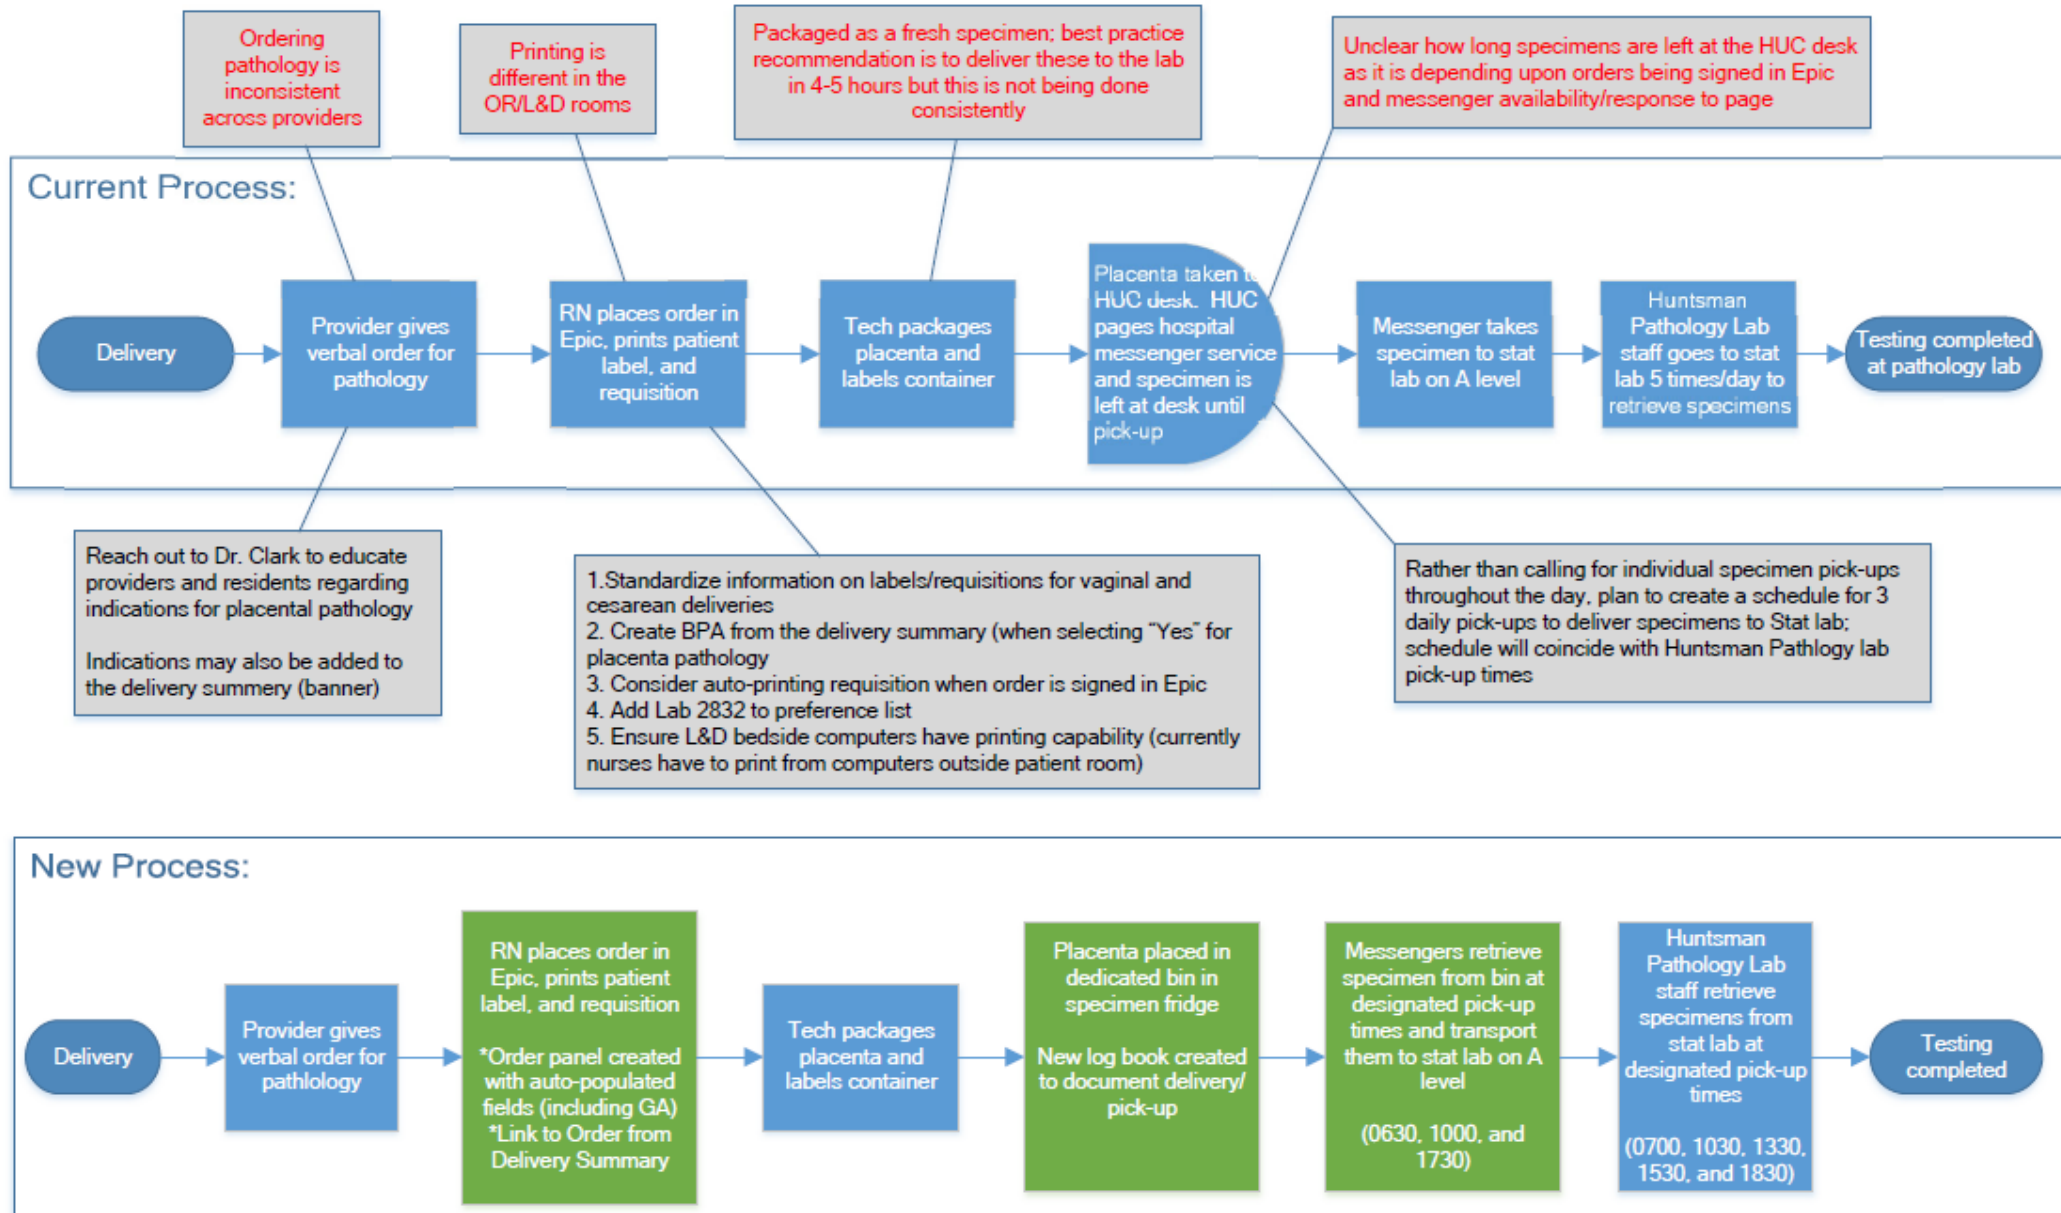 Ordering
pathology is
inconsistent
across providers
Printing is
different in the
OR/L&D rooms
Packaged as a fresh specimen; best practice
recommendation is to deliver these to the lab
in 4-5 hours but this is not being done
consistently
Unclear how long specimens are left at the HUC desk
as it is depending upon orders being signed in Epic
and messenger availability/response to page
Current Process:
Delivery
Provider gives
verbal order for
pathology
RN places order in
Epic, prints patient
label, and
requisition
Tech packages
placenta and
labels container
Placenta taken to
HUC desk. HUC
pages hospital
messenger service
and specimen is
left at desk until
pick-up
Messenger takes
specimen to stat
lab on A level
Huntsman
Pathology Lab
staff goes to stat
lab 5 times/day to
retrieve specimens
Testing completed
at pathology lab
Reach out to Dr. Clark to educate
providers and residents regarding
indications for placental pathology
Indications may also be added to
the delivery summery (banner)
1.Standardize information on labels/requisitions for vaginal and
cesarean deliveries
2. Create BPA from the delivery summary (when selecting “Yes” for
placenta pathology
3. Consider auto-printing requisition when order is signed in Epic
4. Add Lab 2832 to preference list
5. Ensure L&D bedside computers have printing capability (currently
nurses have to print from computers outside patient room)
Rather than calling for individual specimen pick-ups
throughout the day, plan to create a schedule for 3
daily pick-ups to deliver specimens to Stat lab;
schedule will coincide with Huntsman Pathlogy lab
pick-up times
New Process:
Delivery
Provider gives
verbal order for
pathlology
RN places order in
Epic, prints patient
label, and requisition
*Order panel created
with auto-populated
fields (including GA)
*Link to Order from
Delivery Summary
Tech packages
placenta and
labels container
Placenta placed in
dedicated bin in
specimen fridge
New log book created
to document delivery/
pick-up
Messengers retrieve
specimen from bin at
designated pick-up
times and transport
them to stat lab on A
level
(0630, 1000, and
1730)
Huntsman
Pathology Lab
staff retrieve
specimens from
stat lab at
designated pick-up
times
(0700, 1030, 1330,
1530, and 1830)
Testing
completed